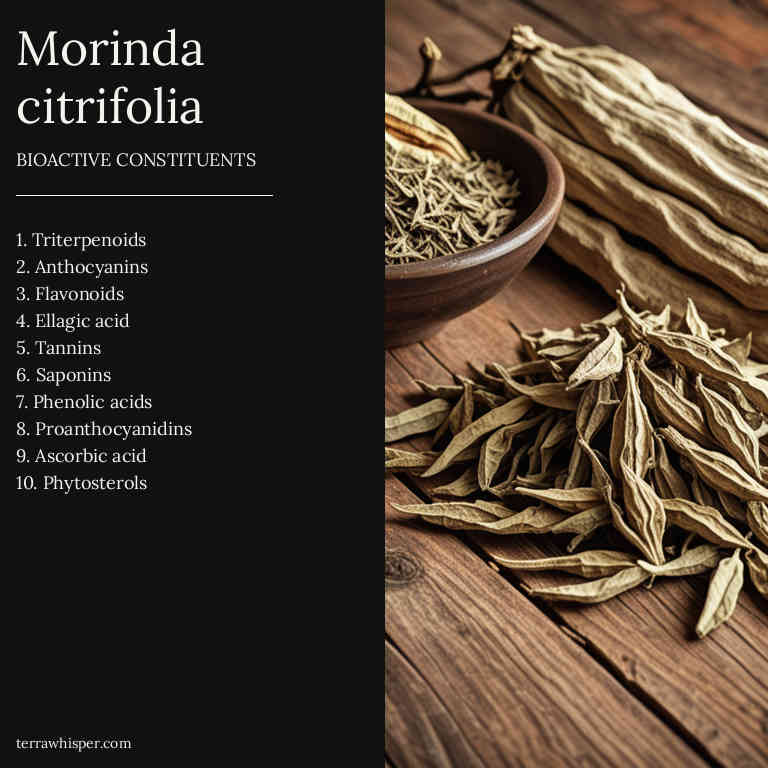 Morinda
citrifolia
BIOACTIVE CONSTITUENTS
1. Triterpenoids
2. Anthocyanins
3. Flavonoids
4. Ellagic acid
5. Tannins
6. Saponins
7. Phenolic acids
8. Proanthocyanidins
9. Ascorbic acid
10. Phytosterols
terrawhisper.com